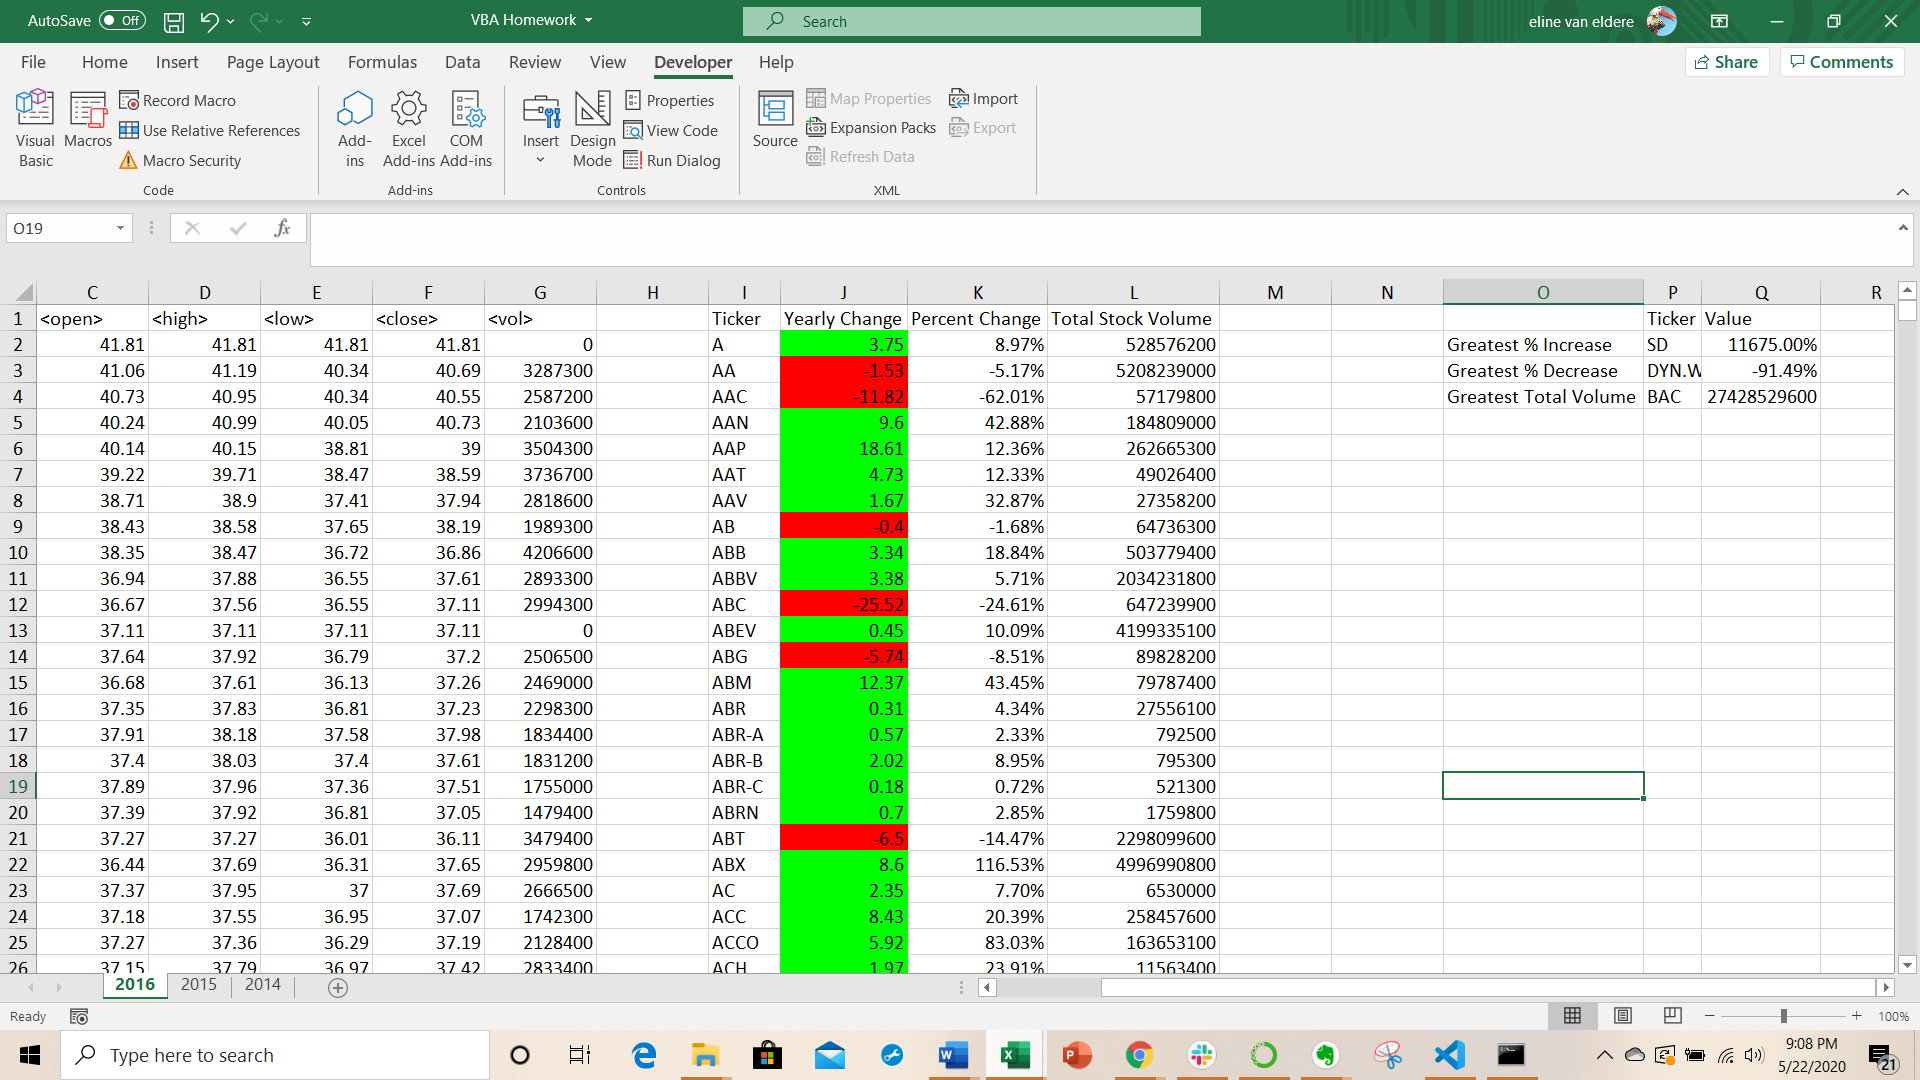 AutoSave Off VBA Homework Search eline van eldere
File Home Insert Page Layout Formulas Data Review View Developer Help Share Comments
Visual Basic
Macros
Record Macro
Use Relative References
Macro Security
Code
Add-ins
Excel Add-ins
COM Add-ins
Add-ins
Insert
Design Mode
Properties
View Code
Run Dialog
Controls
Source
Map Properties
Expansion Packs
Refresh Data
Import
Export
XML
O19 fx
C D E F G H I J K L M N O P Q R
1 <open> <high> <low> <close> <vol> Ticker Yearly Change Percent Change Total Stock Volume Ticker Value
2 41.81 41.81 41.81 41.81 0 A 3.75 8.97% 528576200 Greatest % Increase SD 11675.00%
3 41.06 41.19 40.34 40.69 3287300 AA -1.53 -5.17% 5208239000 Greatest % Decrease DYN.W -91.49%
4 40.73 40.95 40.34 40.55 2587200 AAC -11.82 -62.01% 57179800 Greatest Total Volume BAC 27428529600
5 40.24 40.99 40.05 40.73 2103600 AAN 9.6 42.88% 184809000
6 40.14 40.15 38.81 39 3504300 AAP 18.61 12.36% 262665300
7 39.22 39.71 38.47 38.59 3736700 AAT 4.73 12.33% 49026400
8 38.71 38.9 37.41 37.94 2818600 AAV 1.67 32.87% 27358200
9 38.43 38.58 37.65 38.19 1989300 AB -0.4 -1.68% 64736300
10 38.35 38.47 36.72 36.86 4206600 ABB 3.34 18.84% 503779400
11 36.94 37.88 36.55 37.61 2893300 ABBV 3.38 5.71% 2034231800
12 36.67 37.56 36.55 37.11 2994300 ABC -25.52 -24.61% 647239900
13 37.11 37.11 37.11 37.11 0 ABEV 0.45 10.09% 4199335100
14 37.64 37.92 36.79 37.2 2506500 ABG -5.74 -8.51% 89828200
15 36.68 37.61 36.13 37.26 2469000 ABM 12.37 43.45% 79787400
16 37.35 37.83 36.81 37.23 2298300 ABR 0.31 4.34% 27556100
17 37.91 38.18 37.58 37.98 1834400 ABR-A 0.57 2.33% 792500
18 37.4 38.03 37.4 37.61 1831200 ABR-B 2.02 8.95% 795300
19 37.89 37.96 37.36 37.51 1755000 ABR-C 0.18 0.72% 521300
20 37.39 37.92 36.81 37.05 1479400 ABRN 0.7 2.85% 1759800
21 37.27 37.27 36.01 36.11 3479400 ABT -6.5 -14.47% 2298099600
22 36.44 37.69 36.31 37.65 2959800 ABX 8.6 116.53% 4996990800
23 37.37 37.95 37 37.69 2666500 AC 2.35 7.70% 6530000
24 37.18 37.55 36.95 37.07 1742300 ACC 8.43 20.39% 258457600
25 37.27 37.36 36.29 37.19 2128400 ACCO 5.92 83.03% 163653100
26 37.15 37.79 36.97 37.42 2833400 ACH 1.97 23.91% 11563400
2016 2015 2014
Ready 100%
Type here to search
9:08 PM
5/22/2020
21